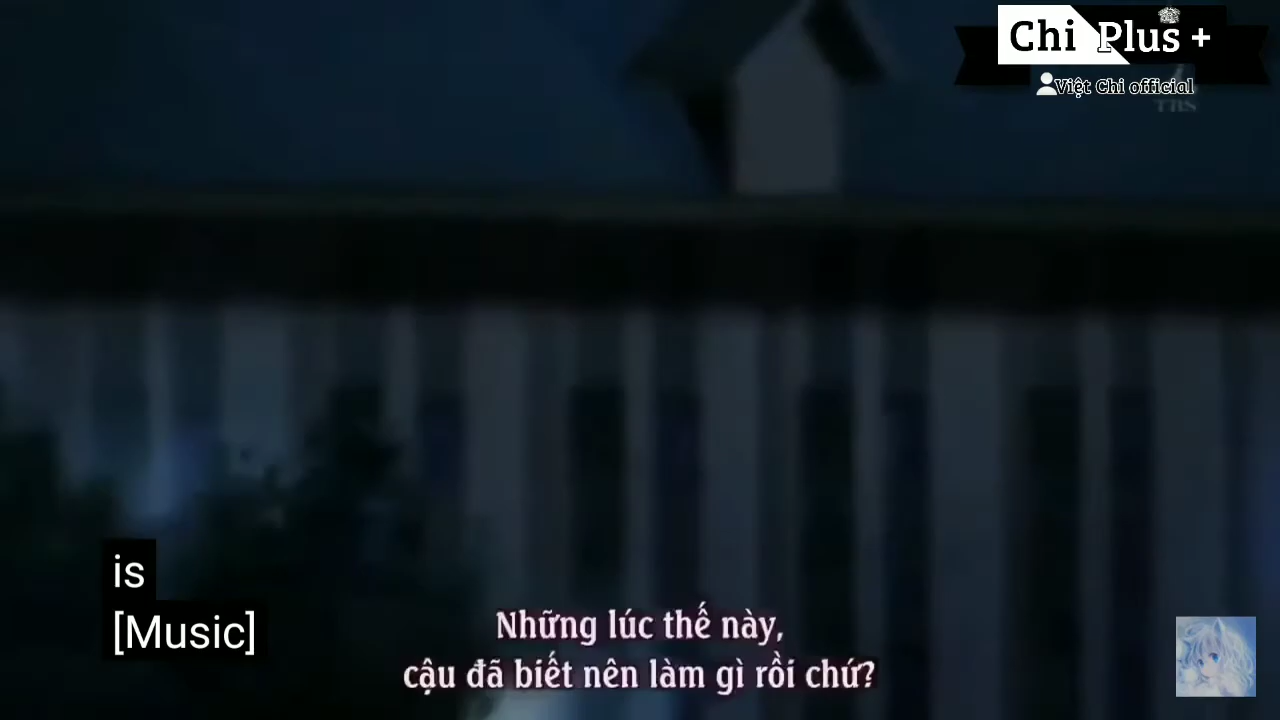 Chi Plus +
Việt Chi official
TBS
is
[Music]
Những lúc thế này,
cậu đã biết nên làm gì rồi chứ?